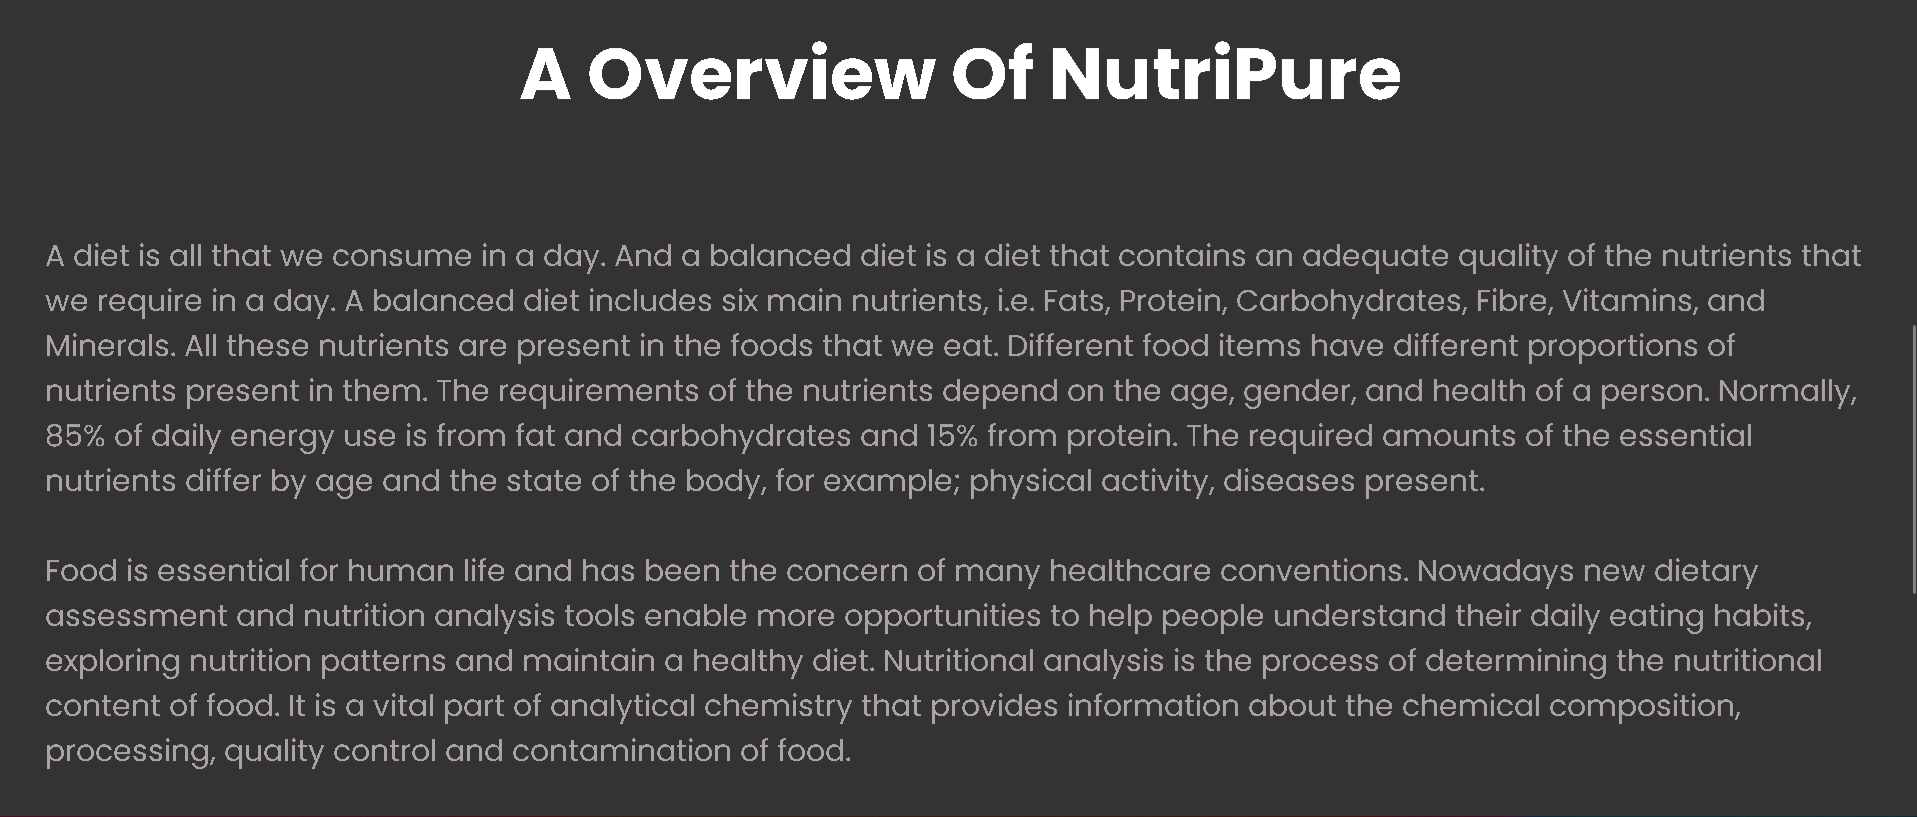 A Overview Of NutriPure
A diet is all that we consume in a day. And a balanced diet is a diet that contains an adequate quality of the nutrients that
we require in a day. A balanced diet includes six main nutrients, i.e. Fats, Protein, Carbohydrates, Fibre, Vitamins, and
Minerals. All these nutrients are present in the foods that we eat. Different food items have different proportions of
nutrients present in them. The requirements of the nutrients depend on the age, gender, and health of a person. Normally,
85% of daily energy use is from fat and carbohydrates and 15% from protein. The required amounts of the essential
nutrients differ by age and the state of the body, for example; physical activity, diseases present.
Food is essential for human life and has been the concern of many healthcare conventions. Nowadays new dietary
assessment and nutrition analysis tools enable more opportunities to help people understand their daily eating habits,
exploring nutrition patterns and maintain a healthy diet. Nutritional analysis is the process of determining the nutritional
content of food. It is a vital part of analytical chemistry that provides information about the chemical composition,
processing, quality control and contamination of food.